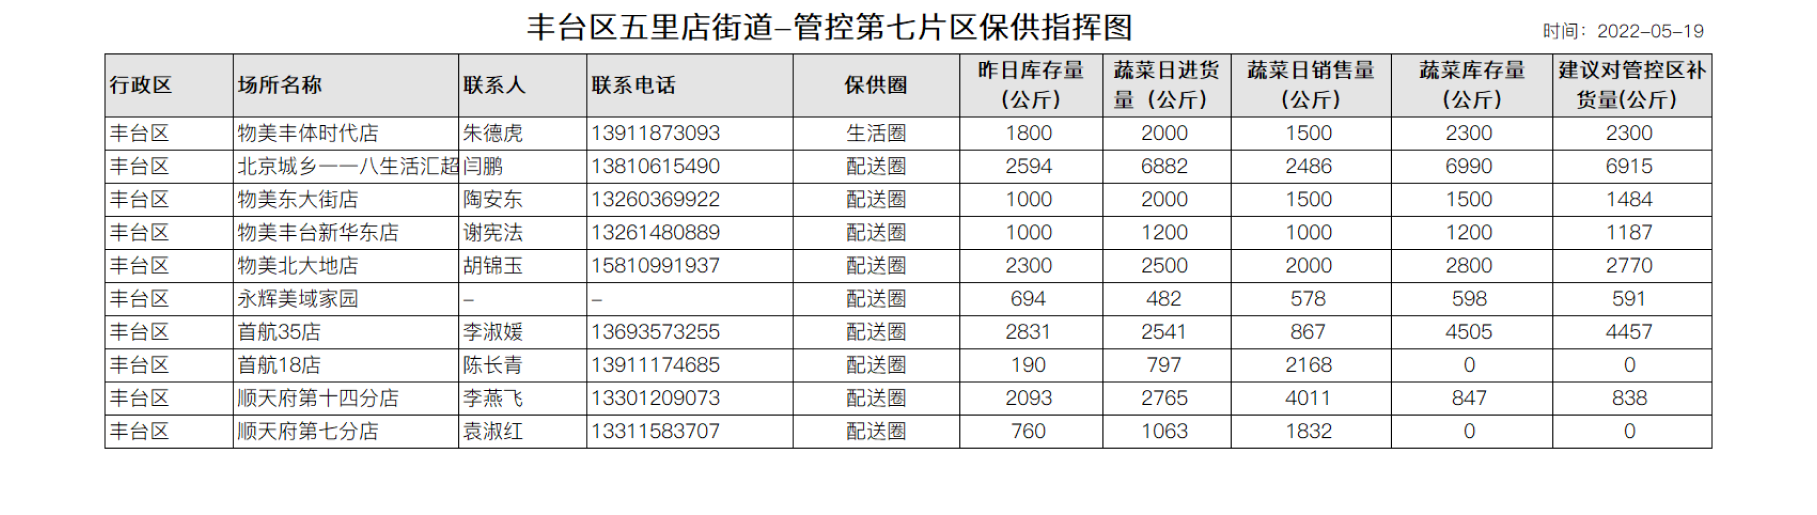 丰台区五里店街道-管控第七片区保供指挥图
时间：2022-05-19
行政区 场所名称 联系人 联系电话 保供圈 昨日库存量（公斤） 蔬菜日进货量（公斤） 蔬菜日销售量（公斤） 蔬菜库存量（公斤） 建议对管控区补货量(公斤）
丰台区 物美丰体时代店 朱德虎 13911873093 生活圈 1800 2000 1500 2300 2300
丰台区 北京城乡一一八生活汇超 闫鹏 13810615490 配送圈 2594 6882 2486 6990 6915
丰台区 物美东大街店 陶安东 13260369922 配送圈 1000 2000 1500 1500 1484
丰台区 物美丰台新华东店 谢宪法 13261480889 配送圈 1000 1200 1000 1200 1187
丰台区 物美北大地店 胡锦玉 15810991937 配送圈 2300 2500 2000 2800 2770
丰台区 永辉美域家园 - - 配送圈 694 482 578 598 591
丰台区 首航35店 李淑媛 13693573255 配送圈 2831 2541 867 4505 4457
丰台区 首航18店 陈长青 13911174685 配送圈 190 797 2168 0 0
丰台区 顺天府第十四分店 李燕飞 13301209073 配送圈 2093 2765 4011 847 838
丰台区 顺天府第七分店 袁淑红 13311583707 配送圈 760 1063 1832 0 0